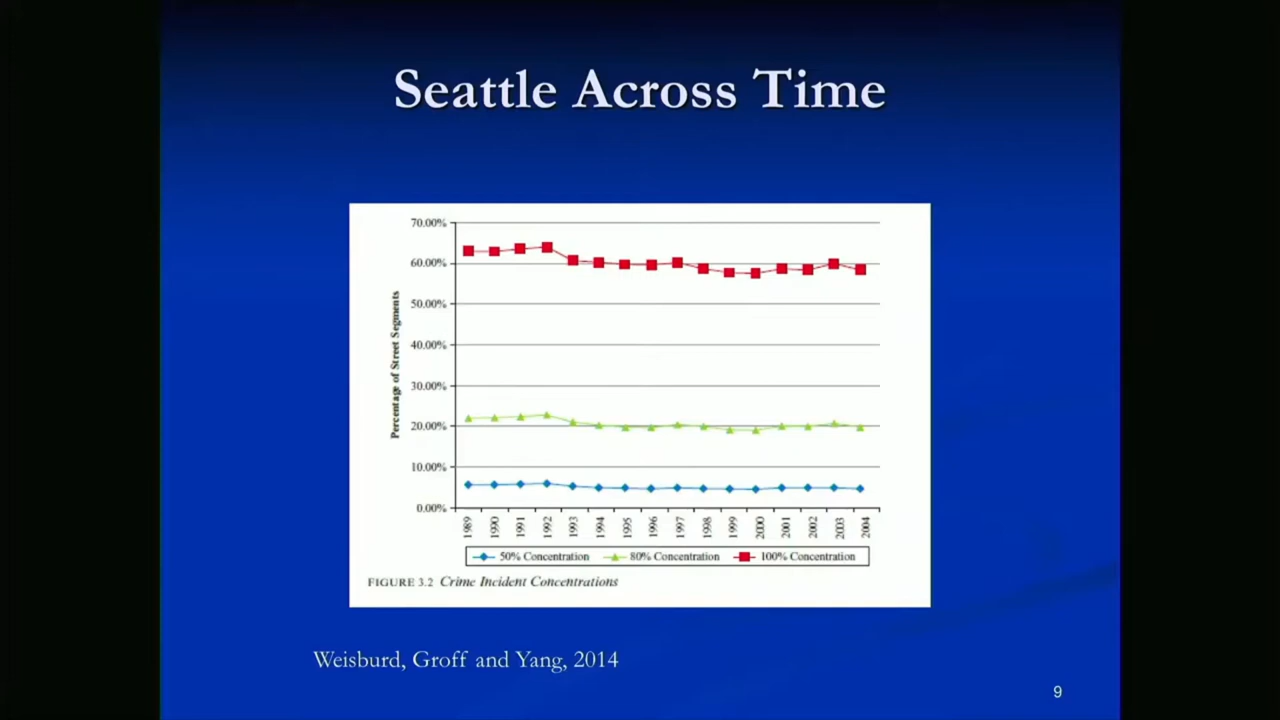 Seattle Across Time
70.00%
60.00%
50.00%
40.00%
30.00%
20.00%
10.00%
0.00%
Percentage of Street Segments
1989 1990 1991 1992 1993 1994 1995 1996 1997 1998 1999 2000 2001 2002 2003 2004
50% Concentration 80% Concentration 100% Concentration
FIGURE 3.2 Crime Incident Concentrations
Weisburd, Groff and Yang, 2014
9